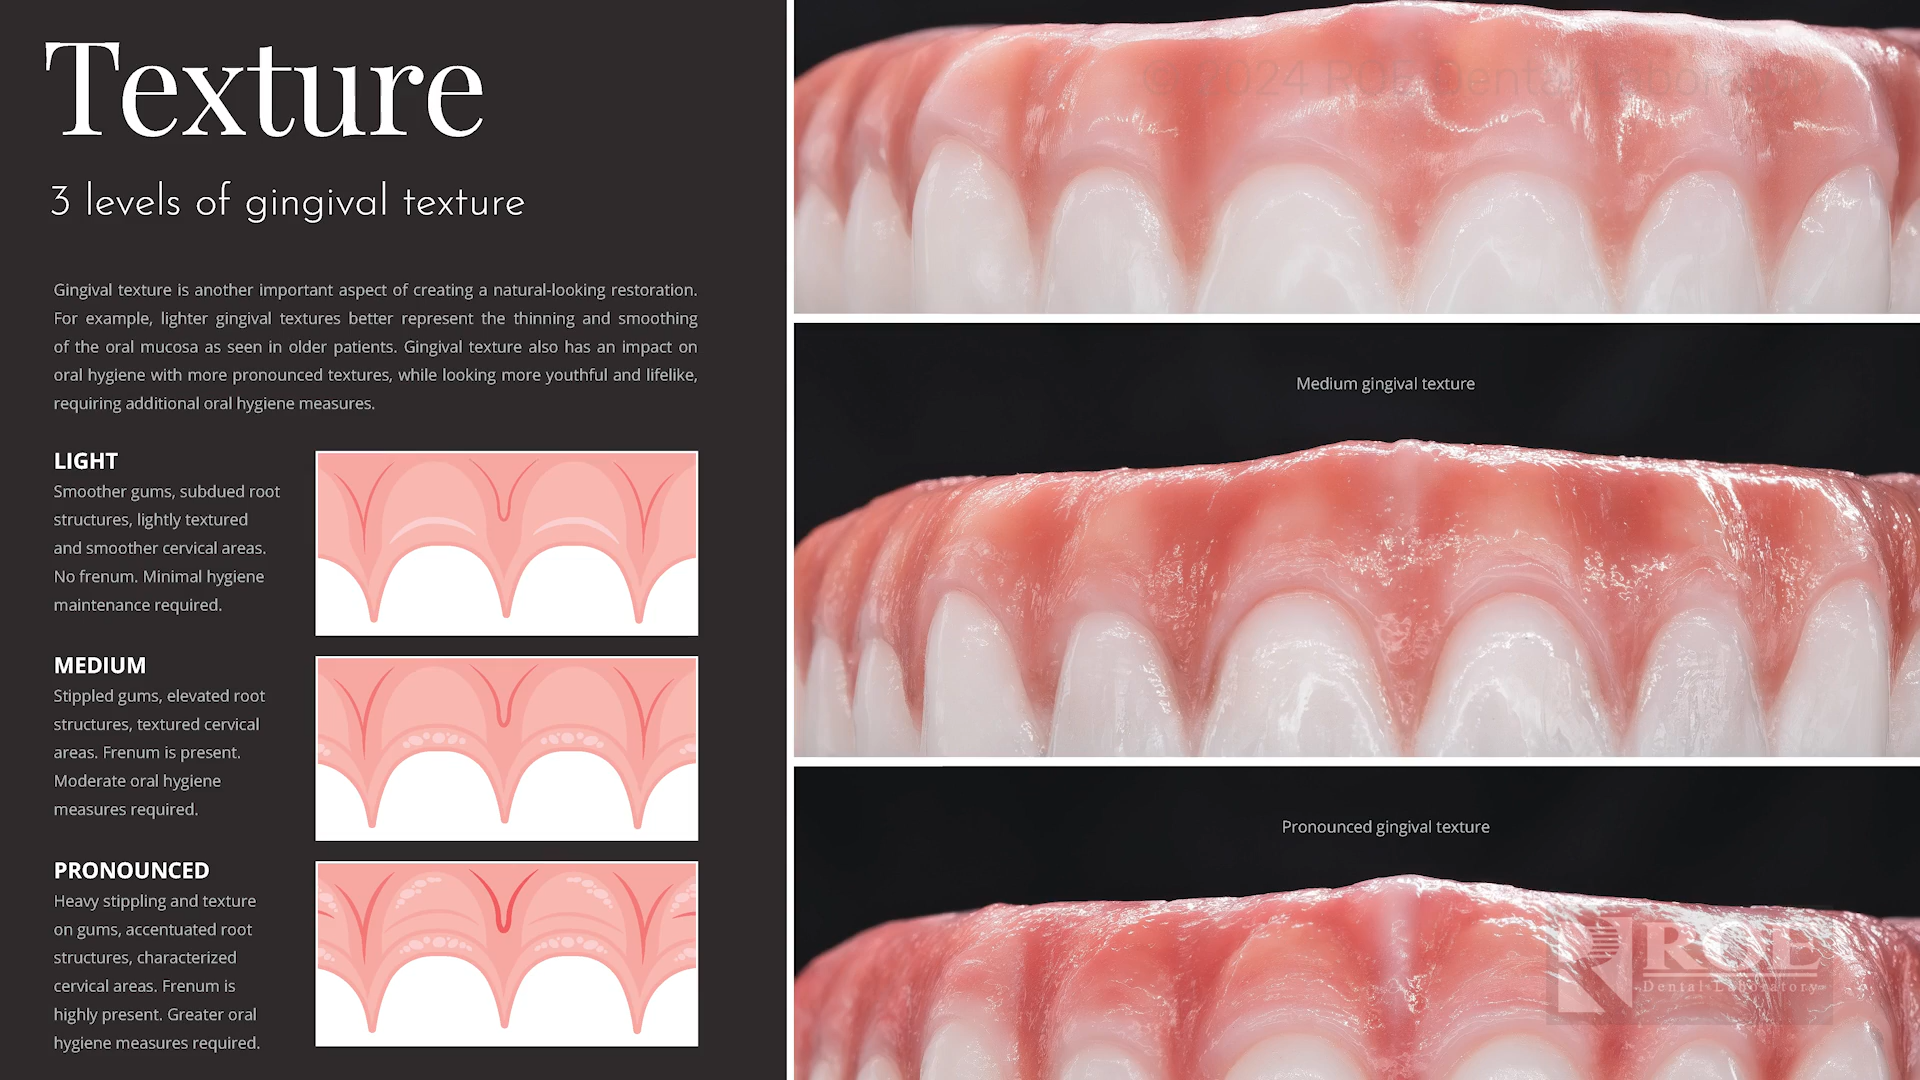 Texture
3 levels of gingival texture
Gingival texture is another important aspect of creating a natural-looking restoration.
For example, lighter gingival textures better represent the thinning and smoothing
of the oral mucosa as seen in older patients. Gingival texture also has an impact on
oral hygiene with more pronounced textures, while looking more youthful and lifelike,
requiring additional oral hygiene measures.
LIGHT
Smoother gums, subdued root
structures, lightly textured
and smoother cervical areas.
No frenum. Minimal hygiene
maintenance required.
MEDIUM
Stippled gums, elevated root
structures, textured cervical
areas. Frenum is present.
Moderate oral hygiene
measures required.
PRONOUNCED
Heavy stippling and texture
on gums, accentuated root
structures, characterized
cervical areas. Frenum is
highly present. Greater oral
hygiene measures required.
© 2024 ROE Dental Laboratory
Medium gingival texture
Pronounced gingival texture
ROE
Dental Laboratory